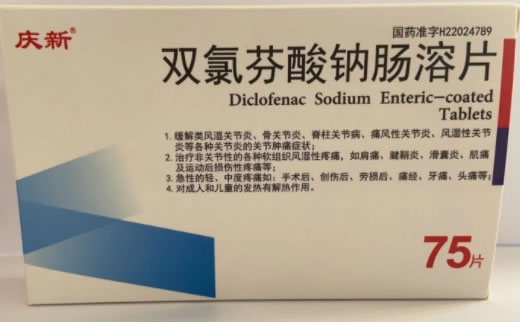 庆新®
国药准字H22024789
双氯芬酸钠肠溶片
Diclofenac Sodium Enteric-coated
Tablets
1. 缓解类风湿关节炎、骨关节炎、脊柱关节病、痛风性关节炎、风湿性关节
炎等各种关节炎的关节肿痛症状;
2. 治疗非关节性的各种软组织风湿性疼痛,如肩痛、腱鞘炎、滑囊炎、肌痛
及运动后损伤性疼痛等;
3. 急性的轻、中度疼痛如:手术后、创伤后、劳损后、痛经、牙痛、头痛等;
4. 对成人和儿童的发热有解热作用。
75片